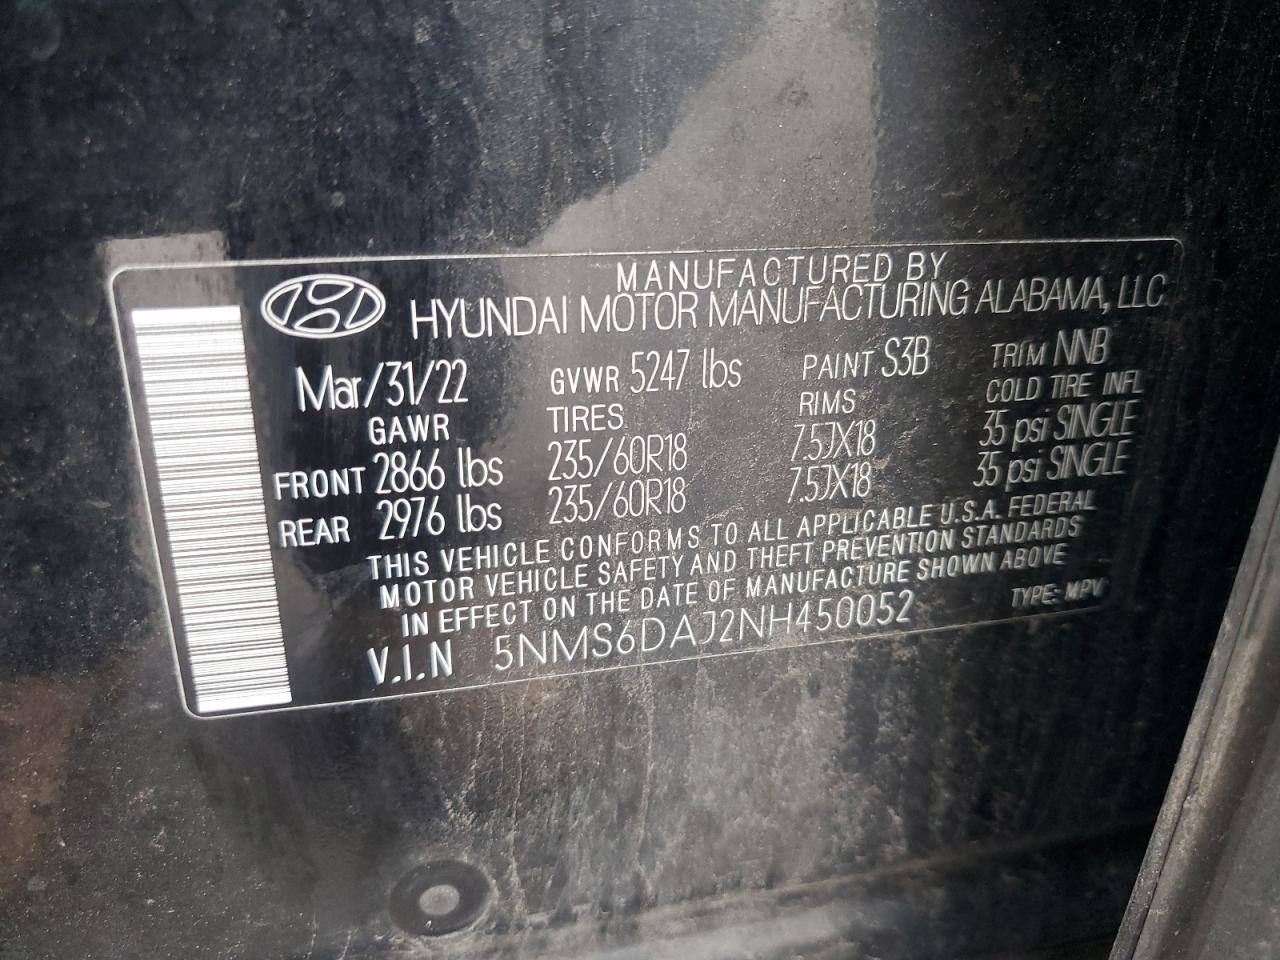 MANUFACTURED BY
HYUNDAI MOTOR MANUFACTURING ALABAMA, LLC
Mar/31/22 GVWR 5247 lbs PAINT S3B TRIM NNB
GAWR TIRES RIMS COLD TIRE INFL
FRONT 2866 lbs 235/60R18 7.5JX18 35 psi SINGLE
REAR 2976 lbs 235/60R18 7.5JX18 35 psi SINGLE
THIS VEHICLE CONFORMS TO ALL APPLICABLE U.S.A. FEDERAL
MOTOR VEHICLE SAFETY AND THEFT PREVENTION STANDARDS
IN EFFECT ON THE DATE OF MANUFACTURE SHOWN ABOVE
V.I.N 5NMS6DAJ2NH450052 TYPE: MPV